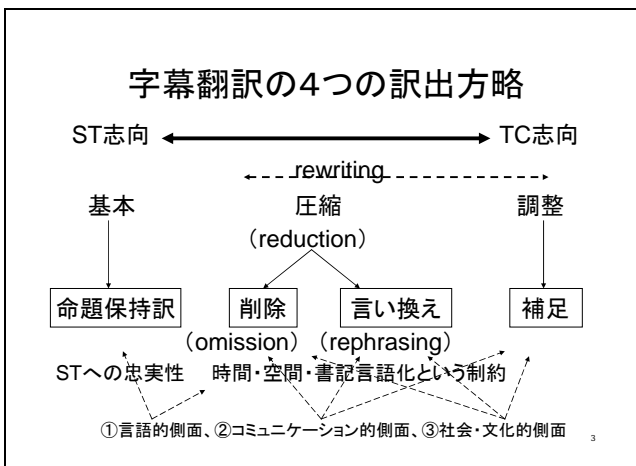 字幕翻訳の4つの訳出方略
ST志向 TC志向
rewriting
基本 圧縮 調整
（reduction）
命題保持訳 削除 言い換え 補足
（omission） （rephrasing）
STへの忠実性 時間・空間・書記言語化という制約
①言語的側面、②コミュニケーション的側面、③社会・文化的側面
3